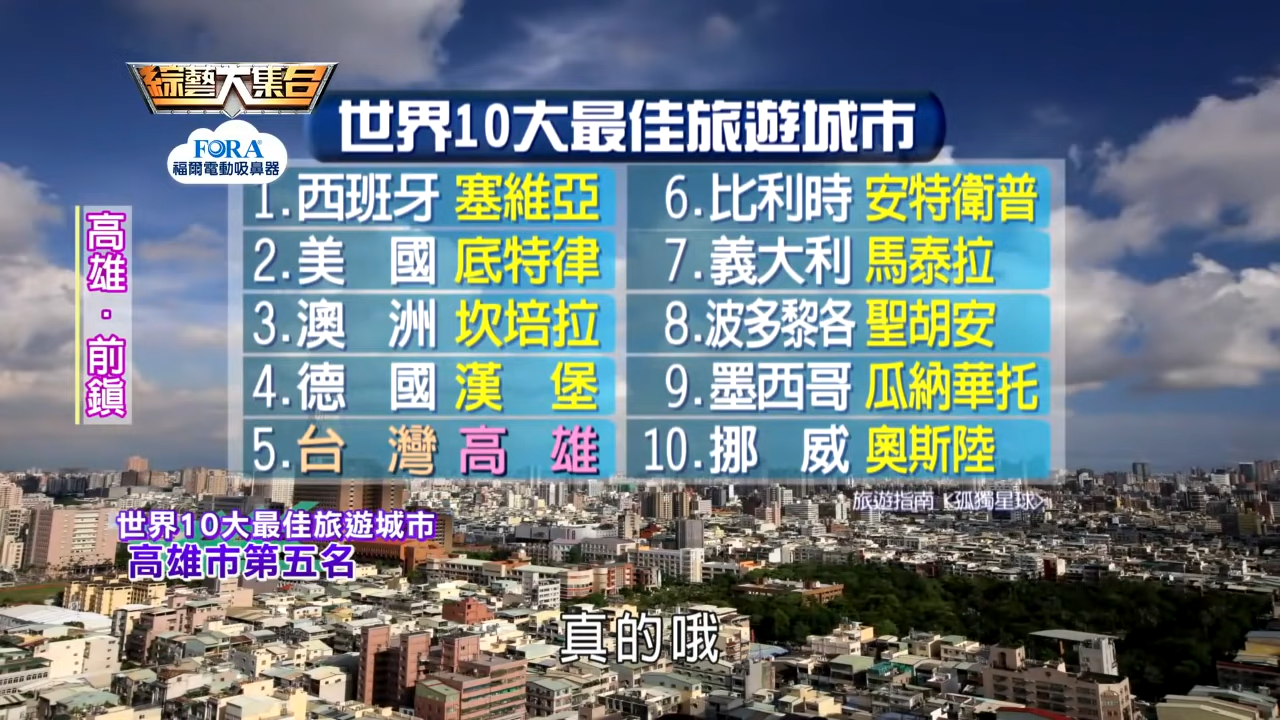 綜藝大集合
FORA
福爾電動吸鼻器
世界10大最佳旅遊城市
高雄·前鎮
1.西班牙 塞維亞
2.美 國 底特律
3.澳 洲 坎培拉
4.德 國 漢 堡
5.台 灣 高 雄
6.比利時 安特衛普
7.義大利 馬泰拉
8.波多黎各 聖胡安
9.墨西哥 瓜納華托
10.挪 威 奧斯陸
旅遊指南《孤獨星球》
世界10大最佳旅遊城市
高雄市第五名
真的哦